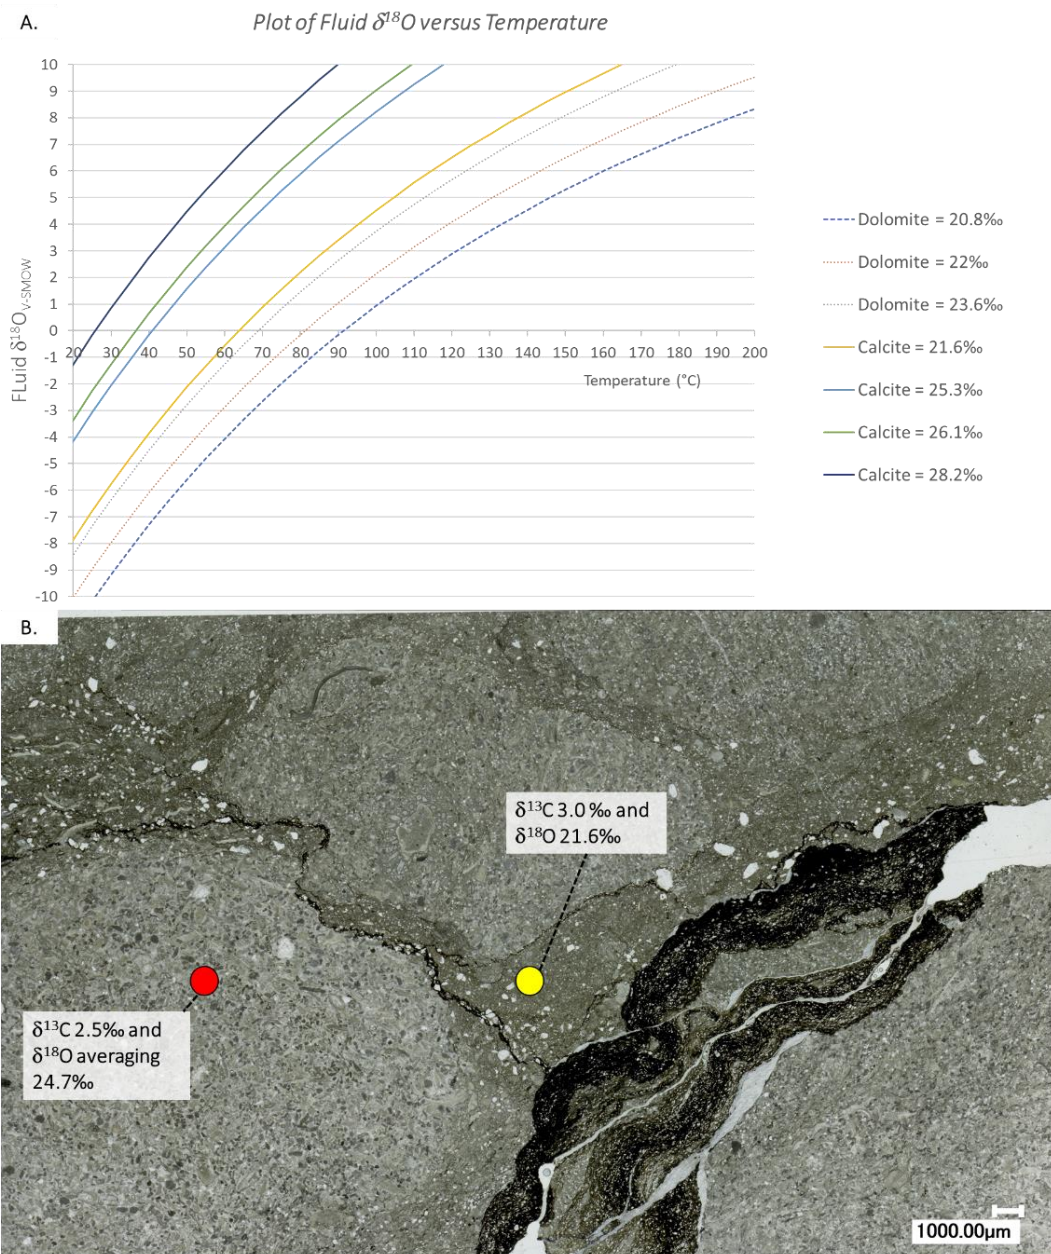 A.
Plot of Fluid δ18O versus Temperature
10
9
8
7
6
5
4
3
2
1
0
-1
-2
-3
-4
-5
-6
-7
-8
-9
-10
20 30 40 50 60 70 80 90 100 110 120 130 140 150 160 170 180 190 200
FLuid δ18OV-SMOW
Temperature (°C)
Dolomite = 20.8‰
Dolomite = 22‰
Dolomite = 23.6‰
Calcite = 21.6‰
Calcite = 25.3‰
Calcite = 26.1‰
Calcite = 28.2‰
B.
δ13C 3.0 ‰ and
δ18O 21.6‰
δ13C 2.5‰ and
δ18O averaging
24.7‰
1000.00µm